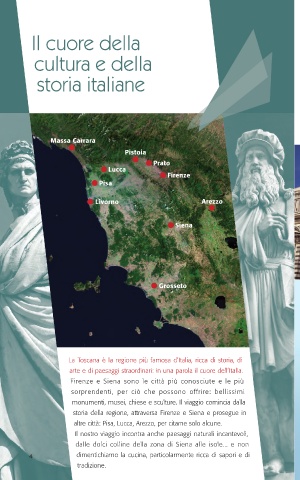 Il cuore della
cultura e della
storia italiane
Massa Carrara
Pistoia
Prato
Lucca
Firenze
Pisa
Livorno
Arezzo
Siena
Grosseto
La Toscana è la regione più famosa d'Italia, ricca di storia, di
arte e di paesaggi straordinari: in una parola il cuore dell'Italia.
Firenze e Siena sono le città più conosciute e le più
sorprendenti, per ciò che possono offrire: bellissimi
monumenti, musei, chiese e sculture. Il viaggio comincia dalla
storia della regione, attraversa Firenze e Siena e prosegue in
altre città: Pisa, Lucca, Arezzo, per citarne solo alcune.
Il nostro viaggio incontra anche paesaggi naturali incantevoli,
dalle dolci colline della zona di Siena alle isole... e non
dimentichiamo la cucina, particolarmente ricca di sapori e di
tradizione.